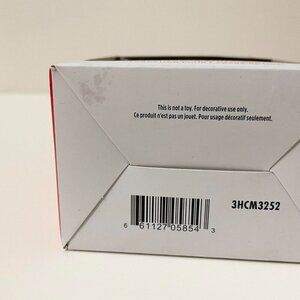 This is not a toy. For decorative use only.
Ce produit n'est pas un jouet. Pour usage décoratif seulement.
3HCM3252
6 61127 05854 3